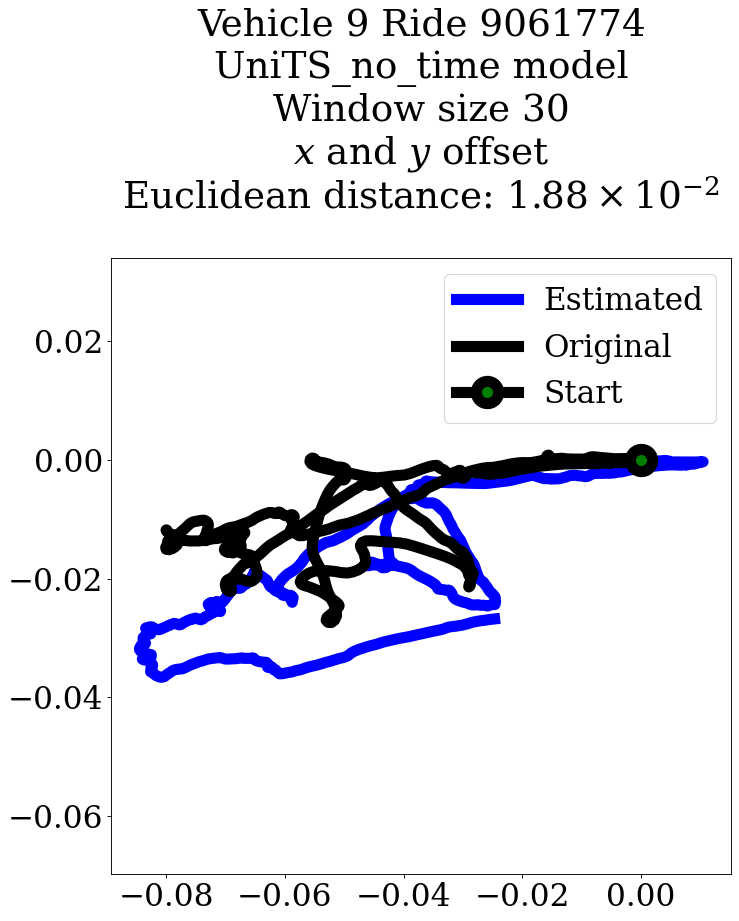 Vehicle 9 Ride 9061774
UniTS_no_time model
Window size 30
x and y offset
Euclidean distance: 1.88 × 10⁻²
Estimated
Original
Start
0.02
0.00
−0.02
−0.04
−0.06
−0.08 −0.06 −0.04 −0.02 0.00